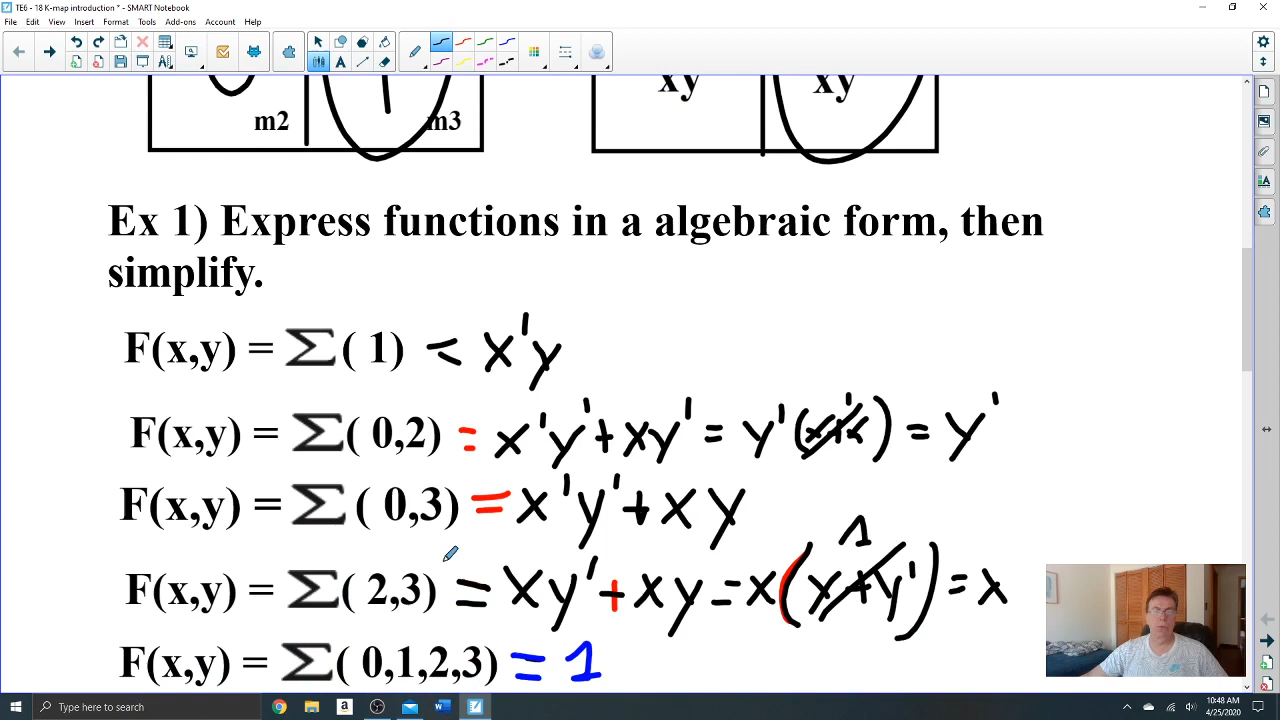 TE6 - 18 K-map introduction * - SMART Notebook
File Edit View Insert Format Tools Add-ons Account Help
m2 m3 xy xy
Ex 1) Express functions in a algebraic form, then
simplify.
F(x,y) = Σ( 1) < x'y
F(x,y) = Σ( 0,2) = x'y' + xy' = y'(x+x') = y'
F(x,y) = Σ( 0,3) = x'y' + xy
1
F(x,y) = Σ( 2,3) = xy' + xy = x(y+y') = x
F(x,y) = Σ( 0,1,2,3) = 1
Type here to search
10:48 AM
4/25/2020